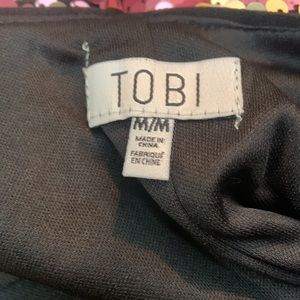 TOBI
M/M
MADE IN
CHINA
FABRIQUÉ
EN CHINE